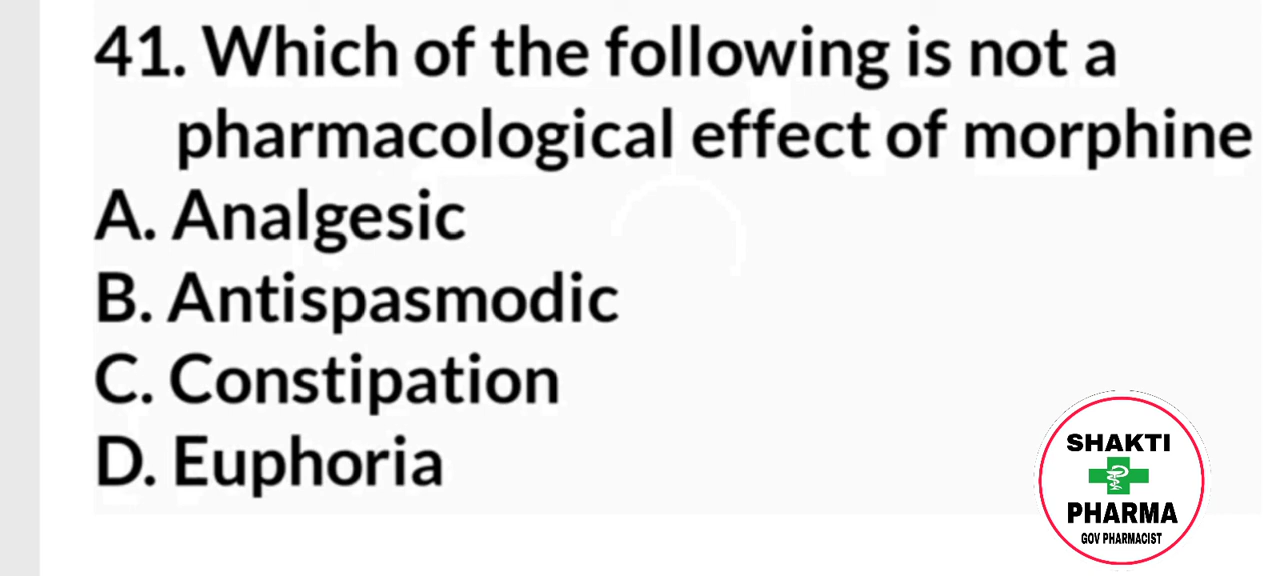 41. Which of the following is not a
pharmacological effect of morphine
A. Analgesic
B. Antispasmodic
C. Constipation
D. Euphoria
SHAKTI
PHARMA
GOV PHARMACIST